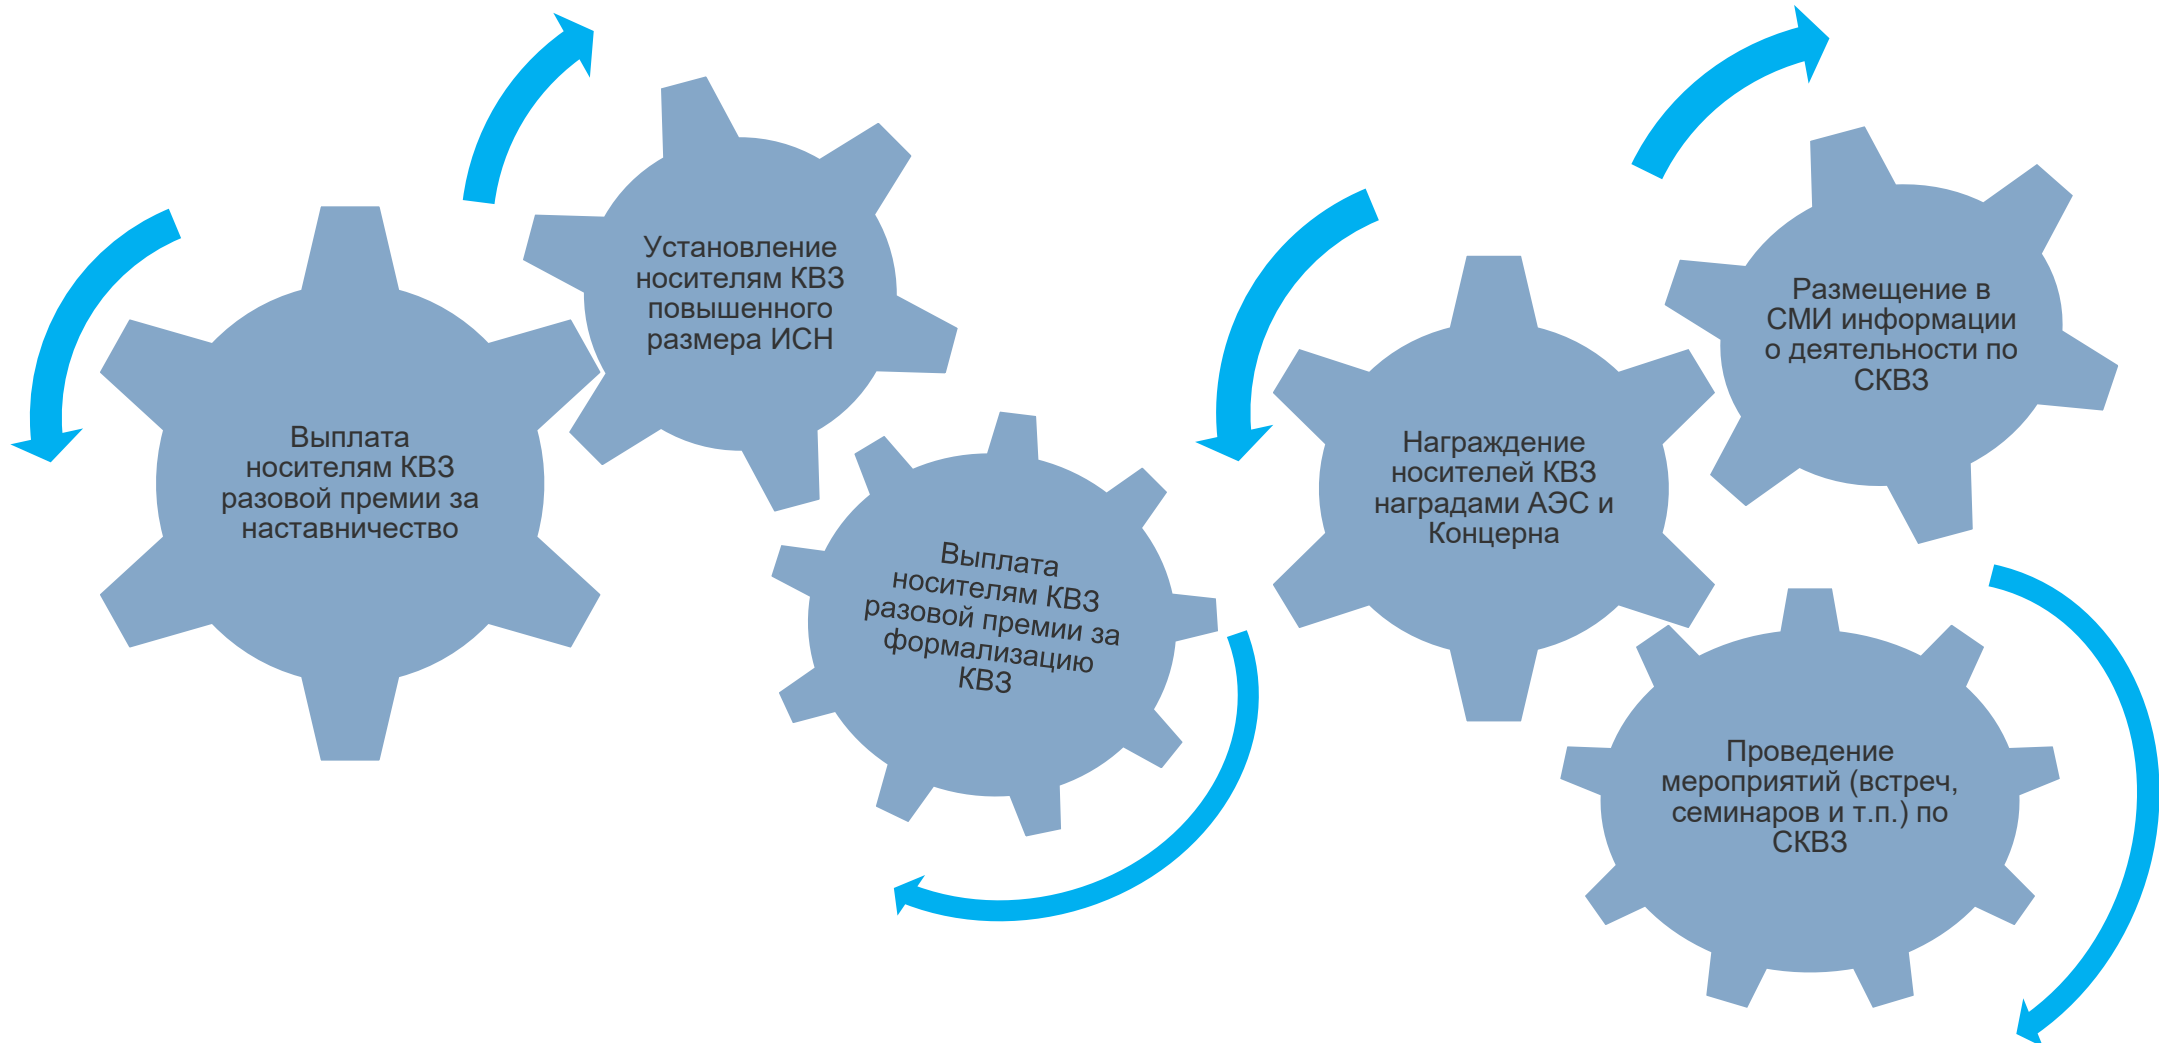 Выплата
носителям КВЗ
разовой премии за
наставничество
Установление
носителям КВЗ
повышенного
размера ИСН
Выплата
носителям КВЗ
разовой премии за
формализацию
КВЗ
Награждение
носителей КВЗ
наградами АЭС и
Концерна
Размещение в
СМИ информации
о деятельности по
СКВЗ
Проведение
мероприятий (встреч,
семинаров и т.п.) по
СКВЗ